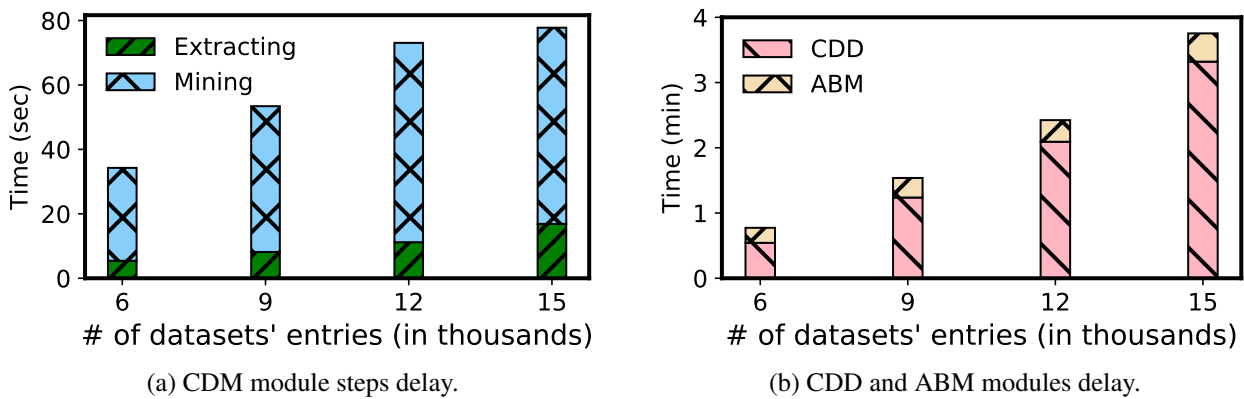 80
60
40
20
0
Time (sec)
Extracting
Mining
6 9 12 15
# of datasets' entries (in thousands)
(a) CDM module steps delay.
4
3
2
1
0
Time (min)
CDD
ABM
6 9 12 15
# of datasets' entries (in thousands)
(b) CDD and ABM modules delay.